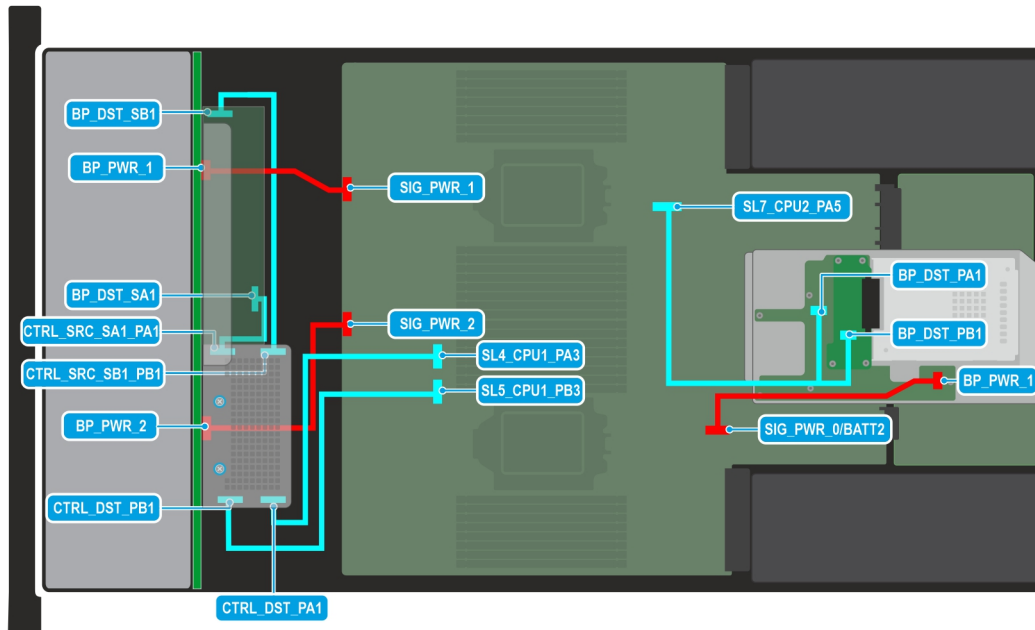 BP_DST_SB1
BP_PWR_1
SIG_PWR_1
SL7_CPU2_PA5
BP_DST_PA1
BP_DST_SA1
SIG_PWR_2
CTRL_SRC_SA1_PA1
BP_DST_PB1
SL4_CPU1_PA3
CTRL_SRC_SB1_PB1
BP_PWR_1
SL5_CPU1_PB3
BP_PWR_2
SIG_PWR_0/BATT2
CTRL_DST_PB1
CTRL_DST_PA1